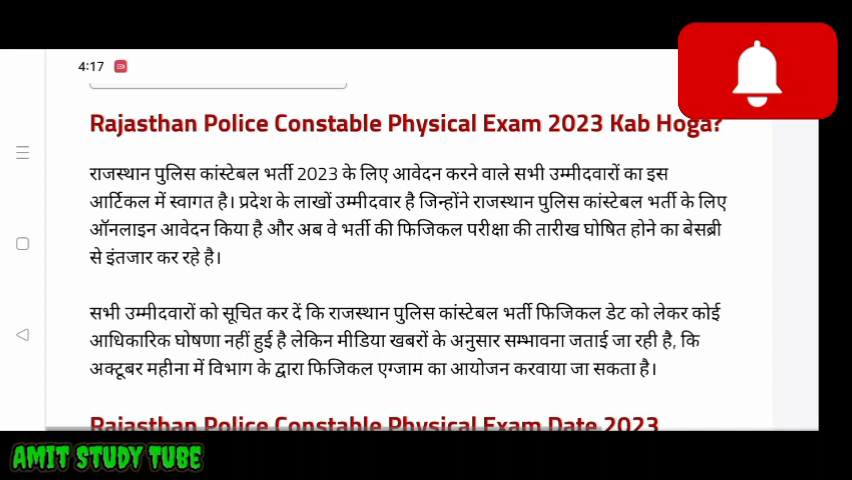 4:17
Rajasthan Police Constable Physical Exam 2023 Kab Hoga?
राजस्थान पुलिस कांस्टेबल भर्ती 2023 के लिए आवेदन करने वाले सभी उम्मीदवारों का इस
आर्टिकल में स्वागत है। प्रदेश के लाखों उम्मीदवार है जिन्होंने राजस्थान पुलिस कांस्टेबल भर्ती के लिए
ऑनलाइन आवेदन किया है और अब वे भर्ती की फिजिकल परीक्षा की तारीख घोषित होने का बेसब्री
से इंतजार कर रहे है।
सभी उम्मीदवारों को सूचित कर दें कि राजस्थान पुलिस कांस्टेबल भर्ती फिजिकल डेट को लेकर कोई
आधिकारिक घोषणा नहीं हुई है लेकिन मीडिया खबरों के अनुसार सम्भावना जताई जा रही है, कि
अक्टूबर महीना में विभाग के द्वारा फिजिकल एग्जाम का आयोजन करवाया जा सकता है।
Rajasthan Police Constable Physical Exam Date 2023
AMIT STUDY TUBE